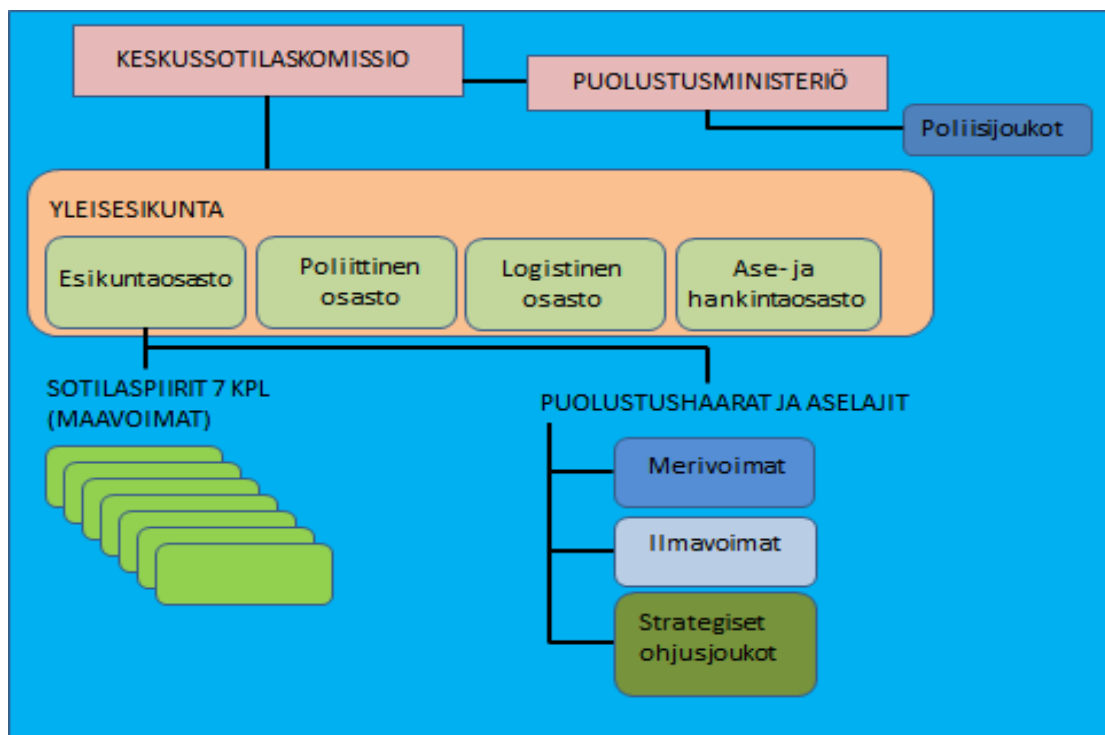 KESKUSSOTILASKOMISSIO
PUOLUSTUSMINISTERIÖ
Poliisijoukot
YLEISESIKUNTA
Esikuntaosasto
Poliittinen
osasto
Logistinen
osasto
Ase- ja
hankintaosasto
SOTILASPIIRIT 7 KPL
(MAAVOIMAT)
PUOLUSTUSHAARAT JA ASELAJIT
Merivoimat
Ilmavoimat
Strategiset
ohjusjoukot